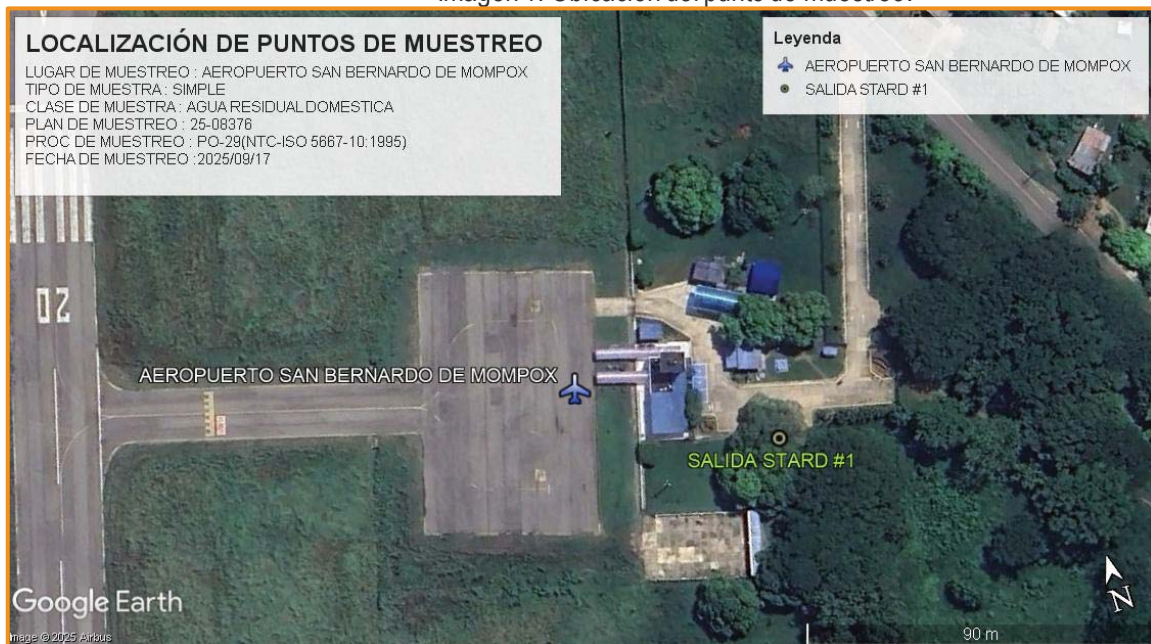 Imagen 1. Ubicación del punto de muestreo.
LOCALIZACIÓN DE PUNTOS DE MUESTREO
LUGAR DE MUESTREO : AEROPUERTO SAN BERNARDO DE MOMPOX
TIPO DE MUESTRA : SIMPLE
CLASE DE MUESTRA : AGUA RESIDUAL DOMESTICA
PLAN DE MUESTREO : 25-08376
PROC DE MUESTREO : PO-29(NTC-ISO 5667-10:1995)
FECHA DE MUESTREO :2025/09/17
Leyenda
AEROPUERTO SAN BERNARDO DE MOMPOX
SALIDA STARD #1
02
AEROPUERTO SAN BERNARDO DE MOMPOX
SALIDA STARD #1
Google Earth
Image © 2025 Airbus
90 m
N